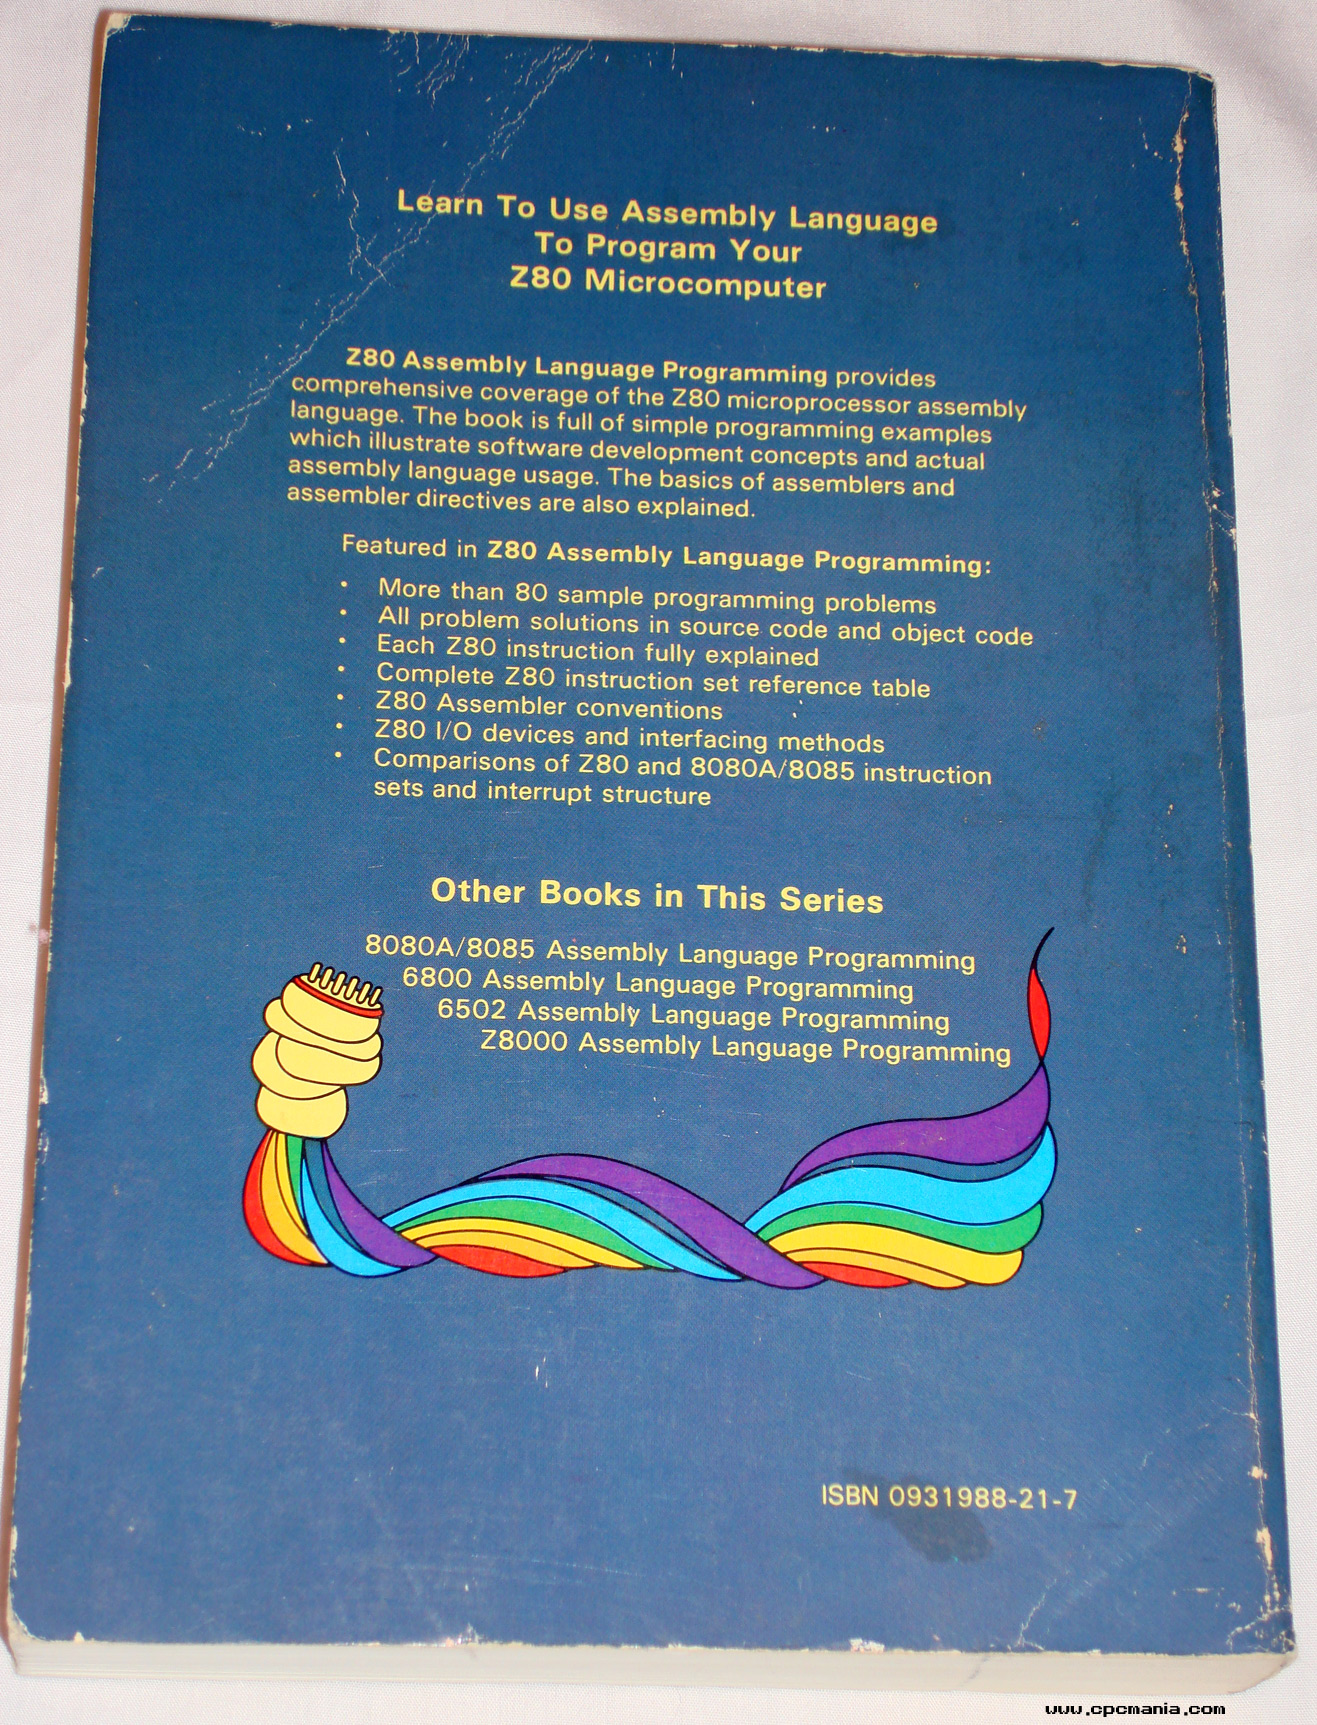 Learn To Use Assembly Language
To Program Your
Z80 Microcomputer
Z80 Assembly Language Programming provides
comprehensive coverage of the Z80 microprocessor assembly
language. The book is full of simple programming examples
which illustrate software development concepts and actual
assembly language usage. The basics of assemblers and
assembler directives are also explained.
Featured in Z80 Assembly Language Programming:
• More than 80 sample programming problems
• All problem solutions in source code and object code
• Each Z80 instruction fully explained
• Complete Z80 instruction set reference table
• Z80 Assembler conventions
• Z80 I/O devices and interfacing methods
• Comparisons of Z80 and 8080A/8085 instruction
sets and interrupt structure
Other Books in This Series
8080A/8085 Assembly Language Programming
6800 Assembly Language Programming
6502 Assembly Language Programming
Z8000 Assembly Language Programming
ISBN 0931988-21-7
www.cpcmania.com